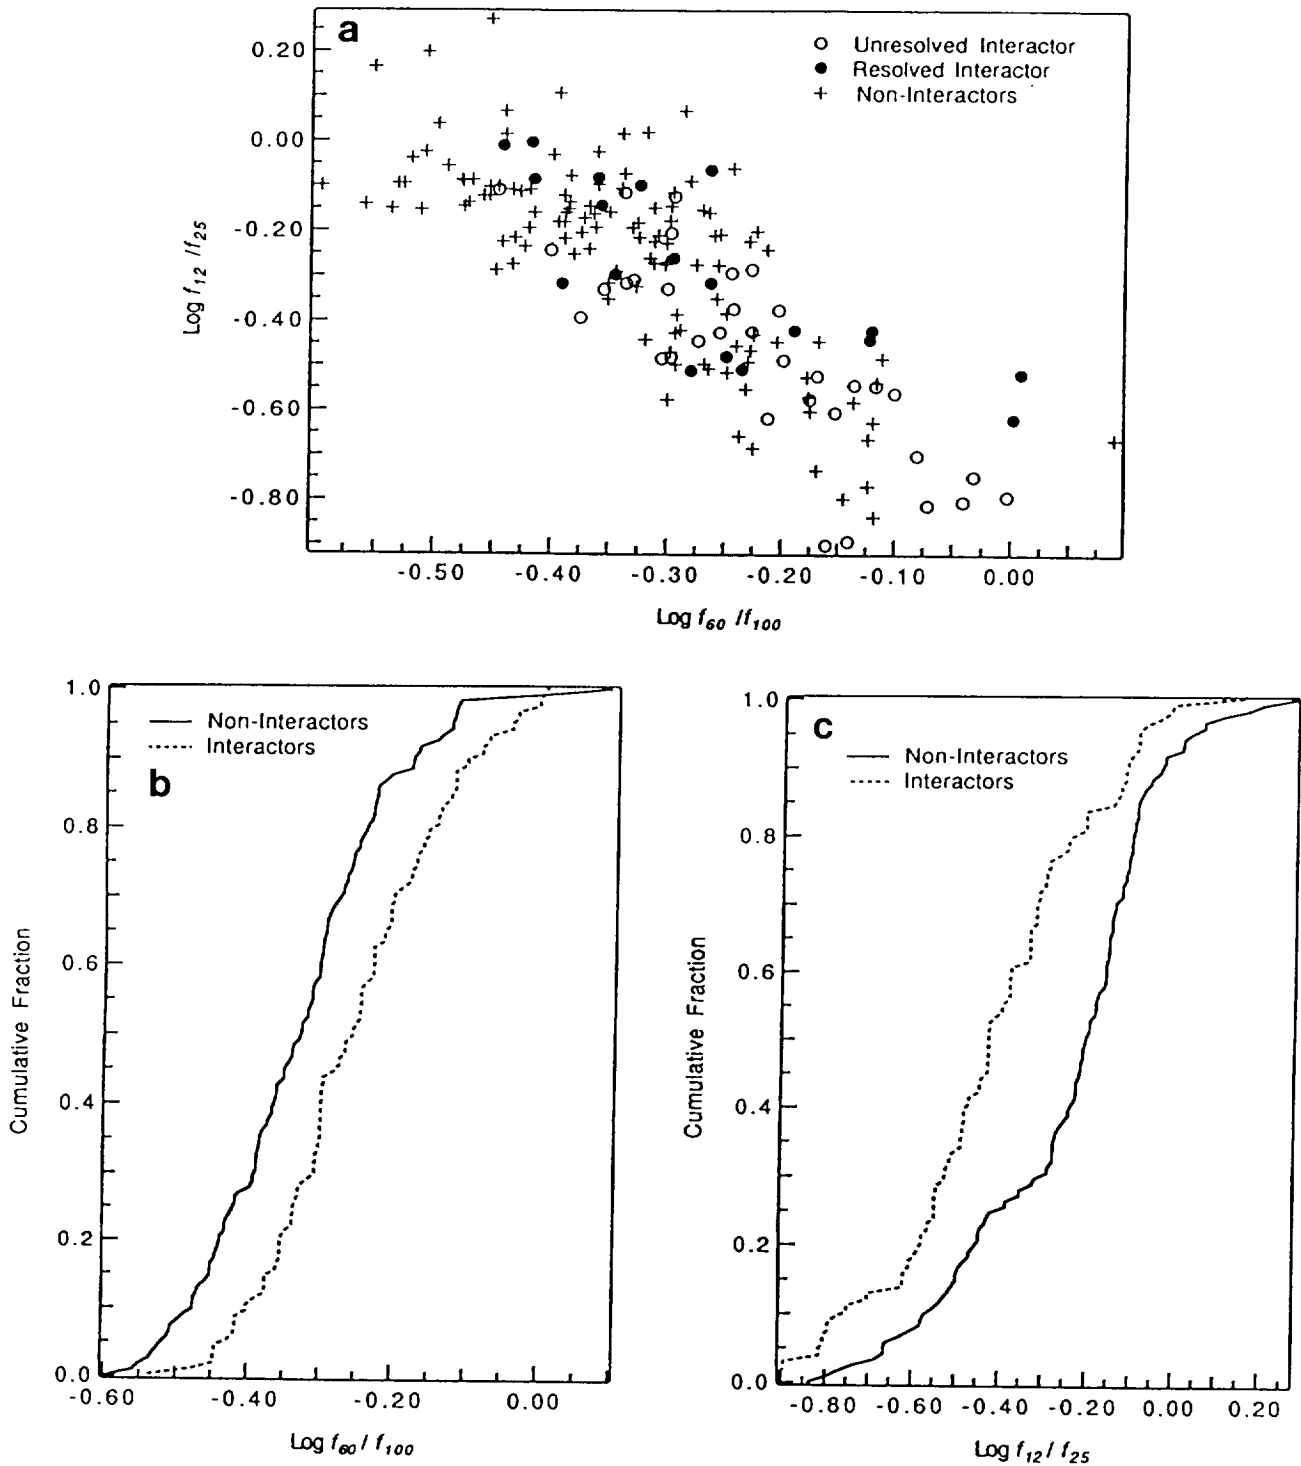 a
0.20
0.00
-0.20
-0.40
-0.60
-0.80
Log f12 /f25
Unresolved Interactor
Resolved Interactor
Non-Interactors
-0.50 -0.40 -0.30 -0.20 -0.10 0.00
Log f60 /f100
1.0
0.8
0.6
0.4
0.2
0.0
Cumulative Fraction
Non-Interactors
Interactors
b
-0.60 -0.40 -0.20 0.00
Log f60 / f100
1.0
0.8
0.6
0.4
0.2
0.0
Cumulative Fraction
c
Non-Interactors
Interactors
-0.80 -0.60 -0.40 -0.20 0.00 0.20
Log f12 / f25